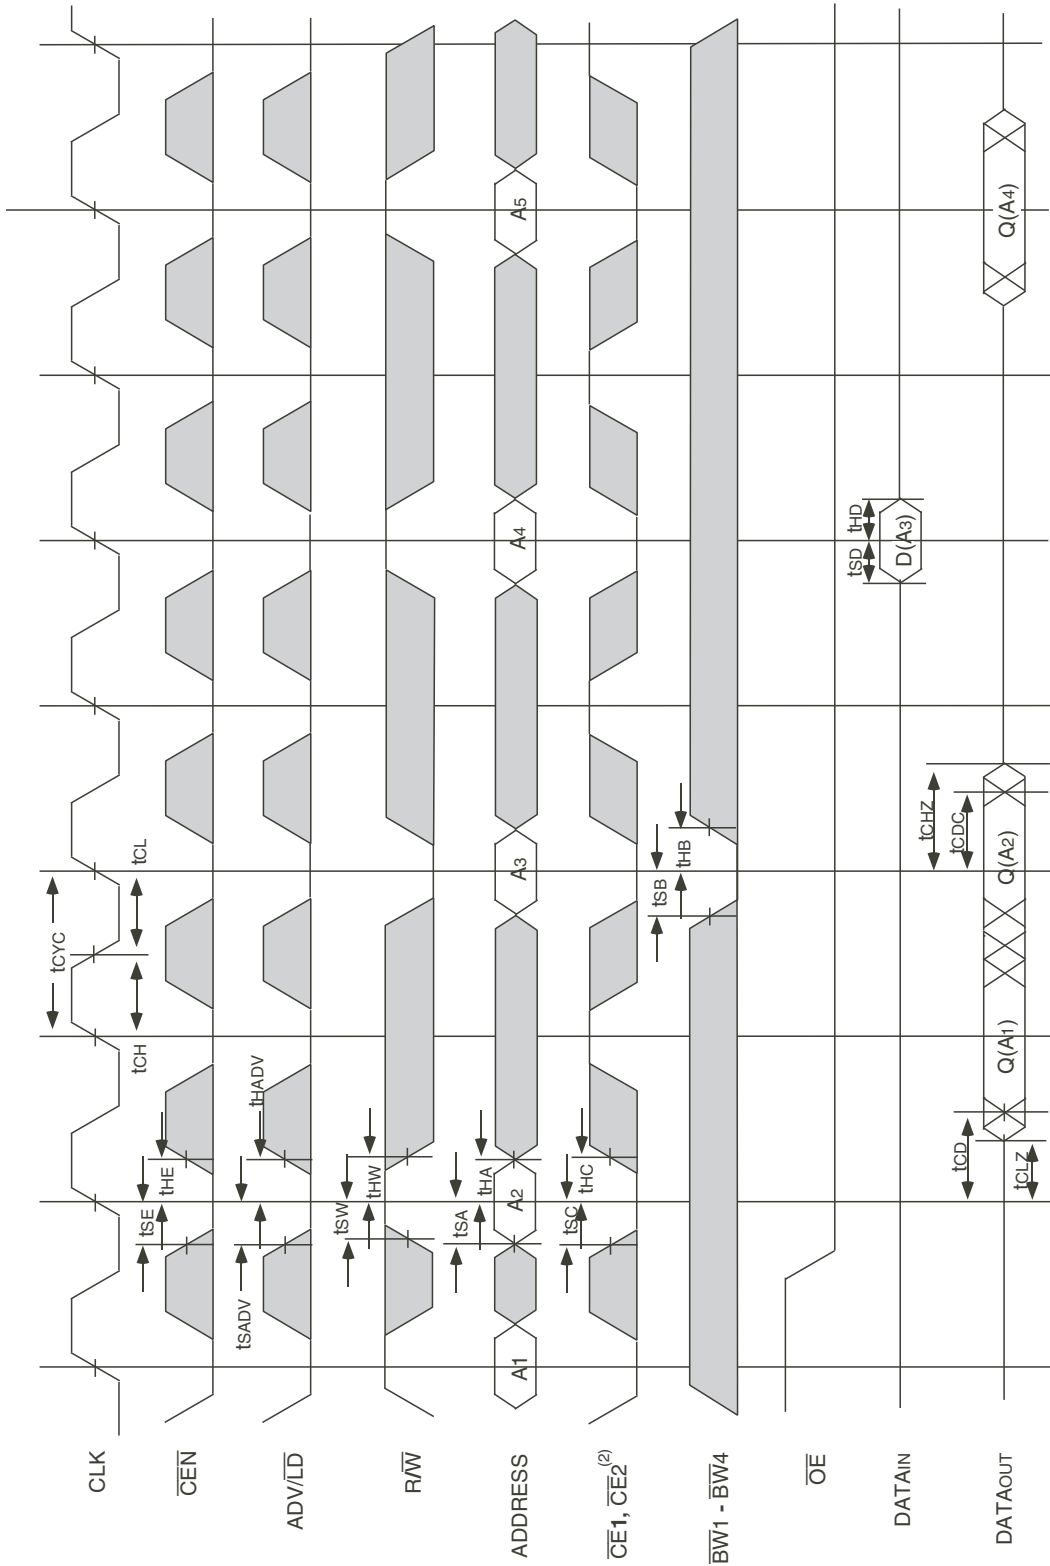 CLK
tCYC
tCH
tCL
CEN
tSE
tHE
ADV/LD
tSADV
tHADV
R/W
tSW
tHW
ADDRESS
A1
tSA
tHA
A2
A3
A4
A5
CE1, CE2(2)
tSC
tHC
BW1 - BW4
tSB
tHB
OE
DATAIN
tSD
tHD
D(A3)
DATAOUT
tCD
tCLZ
Q(A1)
tCHZ
tCDC
Q(A2)
Q(A4)